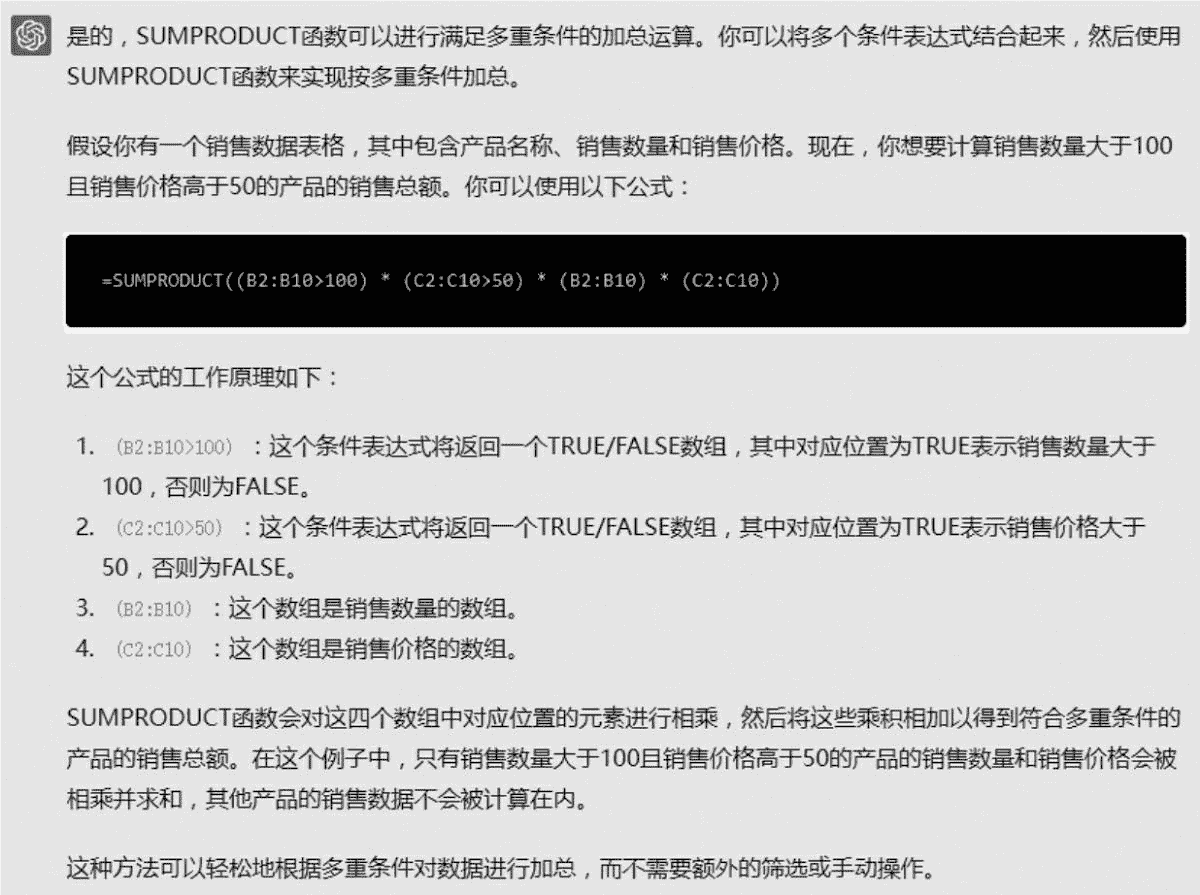 是的，SUMPRODUCT函数可以进行满足多重条件的加总运算。你可以将多个条件表达式结合起来，然后使用
SUMPRODUCT函数来实现按多重条件加总。
假设你有一个销售数据表格，其中包含产品名称、销售数量和销售价格。现在，你想要计算销售数量大于100
且销售价格高于50的产品的销售总额。你可以使用以下公式：
=SUMPRODUCT((B2:B10>100) * (C2:C10>50) * (B2:B10) * (C2:C10))
这个公式的工作原理如下：
1. (B2:B10>100) ：这个条件表达式将返回一个TRUE/FALSE数组，其中对应位置为TRUE表示销售数量大于
100，否则为FALSE。
2. (C2:C10>50) ：这个条件表达式将返回一个TRUE/FALSE数组，其中对应位置为TRUE表示销售价格大于
50，否则为FALSE。
3. (B2:B10) ：这个数组是销售数量的数组。
4. (C2:C10) ：这个数组是销售价格的数组。
SUMPRODUCT函数会对这四个数组中对应位置的元素进行相乘，然后将这些乘积相加以得到符合多重条件的
产品的销售总额。在这个例子中，只有销售数量大于100且销售价格高于50的产品的销售数量和销售价格会被
相乘并求和，其他产品的销售数据不会被计算在内。
这种方法可以轻松地根据多重条件对数据进行加总，而不需要额外的筛选或手动操作。